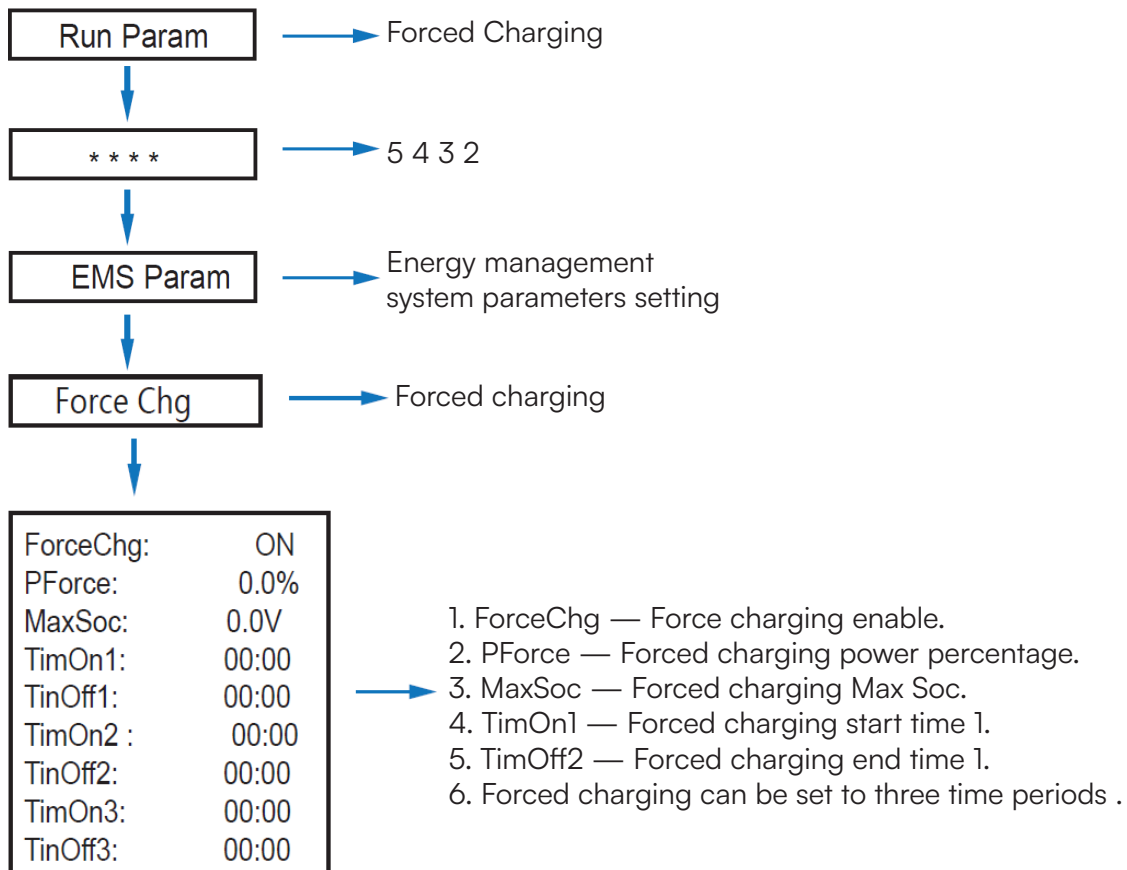 Run Param
Forced Charging
* * * *
5 4 3 2
EMS Param
Energy management
system parameters setting
Force Chg
Forced charging
ForceChg: ON
PForce: 0.0%
MaxSoc: 0.0V
TimOn1: 00:00
TinOff1: 00:00
TimOn2 : 00:00
TinOff2: 00:00
TimOn3: 00:00
TinOff3: 00:00
1. ForceChg — Force charging enable.
2. PForce — Forced charging power percentage.
3. MaxSoc — Forced charging Max Soc.
4. TimOn1 — Forced charging start time 1.
5. TimOff2 — Forced charging end time 1.
6. Forced charging can be set to three time periods .